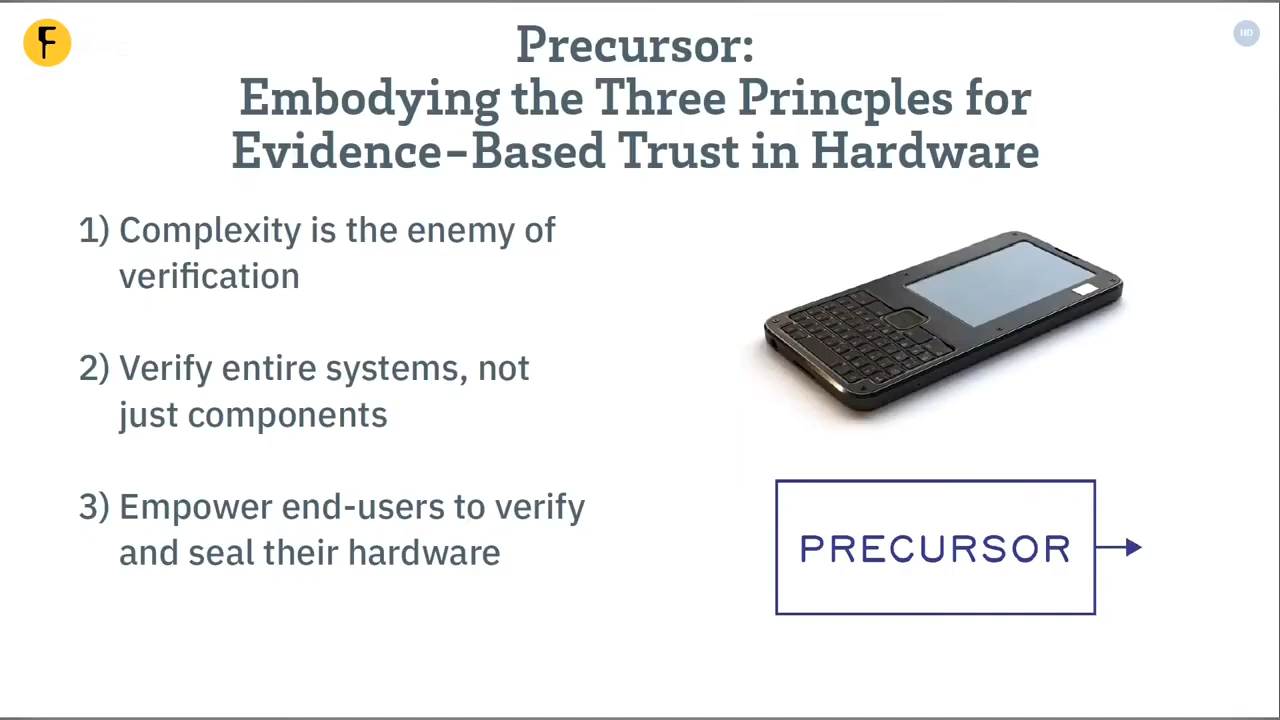 Precursor:
Embodying the Three Princples for
Evidence-Based Trust in Hardware
HD
1) Complexity is the enemy of
verification
2) Verify entire systems, not
just components
3) Empower end-users to verify
and seal their hardware
PRECURSOR